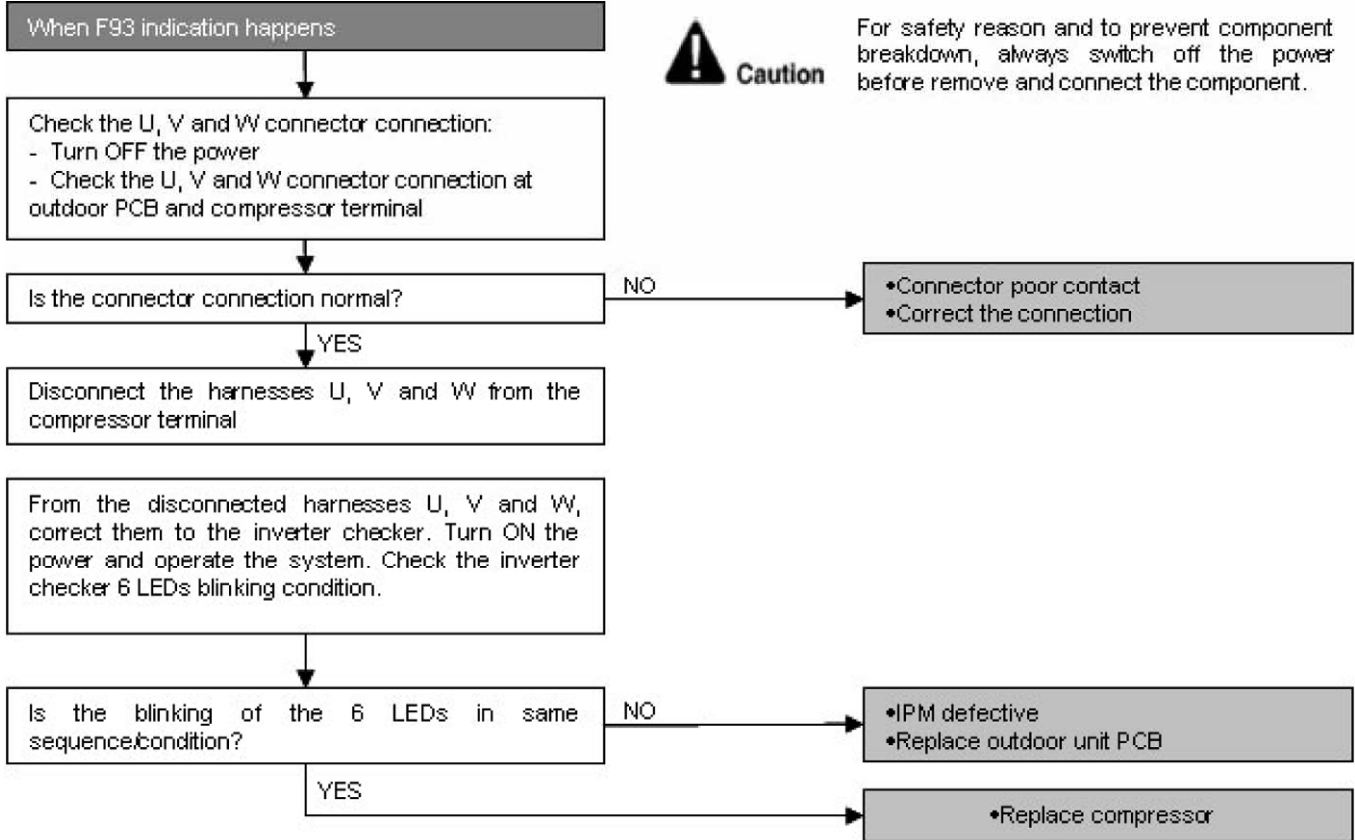 When F93 indication happens
Caution
For safety reason and to prevent component
breakdown, always switch off the power
before remove and connect the component.
Check the U, V and W connector connection:
- Turn OFF the power
- Check the U, V and W connector connection at
outdoor PCB and compressor terminal
Is the connector connection normal?
NO
•Connector poor contact
•Correct the connection
YES
Disconnect the harnesses U, V and W from the
compressor terminal
From the disconnected harnesses U, V and W,
correct them to the inverter checker. Turn ON the
power and operate the system. Check the inverter
checker 6 LEDs blinking condition.
Is the blinking of the 6 LEDs in same
sequence/condition?
NO
•IPM defective
•Replace outdoor unit PCB
YES
•Replace compressor